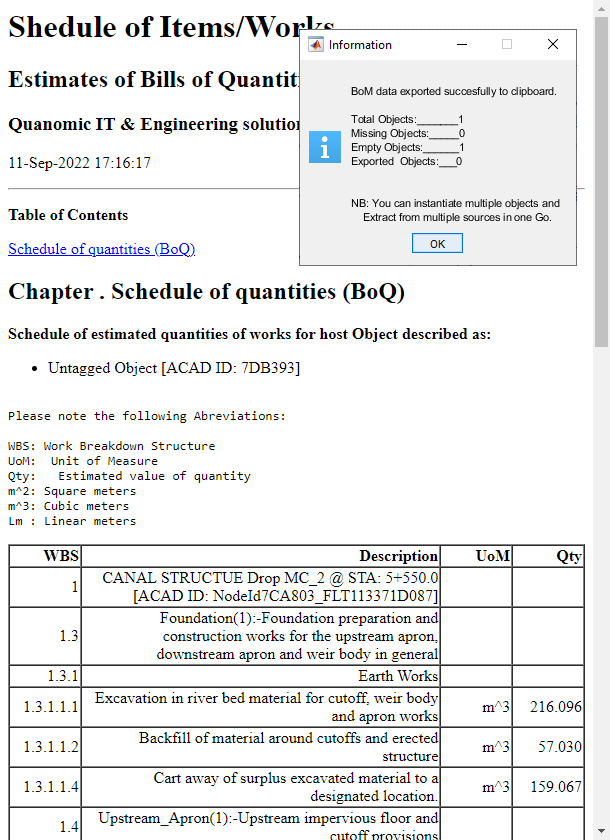 Shedule of Items/Works
Estimates of Bills of Quantiti
Quanomic IT & Engineering solution
11-Sep-2022 17:16:17
Information
BoM data exported succesfully to clipboard.
Total Objects:_______1
Missing Objects:_____0
Empty Objects:______1
Exported Objects:___0
NB: You can instantiate multiple objects and
Extract from multiple sources in one Go.
OK
Table of Contents
Schedule of quantities (BoQ)
Chapter . Schedule of quantities (BoQ)
Schedule of estimated quantities of works for host Object described as:
• Untagged Object [ACAD ID: 7DB393]
Please note the following Abreviations:
WBS: Work Breakdown Structure
UoM: Unit of Measure
Qty: Estimated value of quantity
m^2: Square meters
m^3: Cubic meters
Lm : Linear meters
WBS Description UoM Qty
1 CANAL STRUCTUE Drop MC_2 @ STA: 5+550.0
[ACAD ID: NodeId7CA803_FLT113371D087]
Foundation(1):-Foundation preparation and
1.3 construction works for the upstream apron,
downstream apron and weir body in general
1.3.1 Earth Works
1.3.1.1.1 Excavation in river bed material for cutoff, weir body m^3 216.096
and apron works
1.3.1.1.2 Backfill of material around cutoffs and erected m^3 57.030
structure
1.3.1.1.4 Cart away of surplus excavated material to a m^3 159.067
designated location.
1.4 Upstream_Apron(1):-Upstream impervious floor and
cutoff provisions